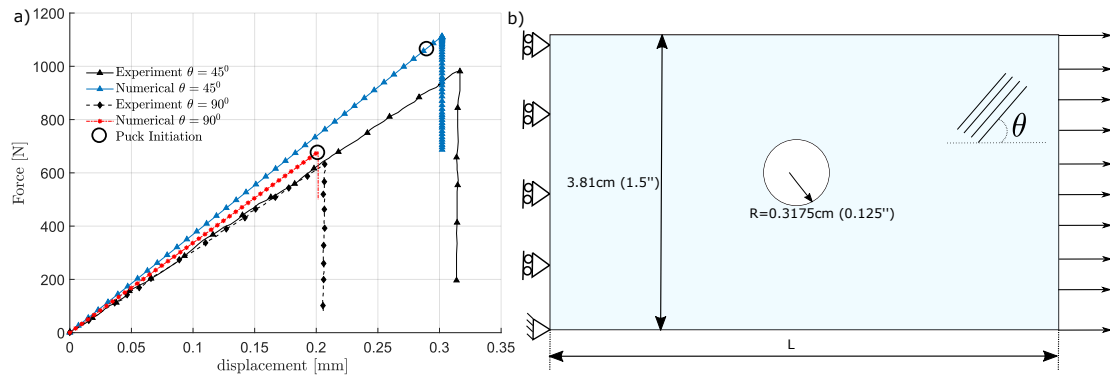 a)
1200
1000
800
600
400
200
0
Force [N]
Experiment θ = 45⁰
Numerical θ = 45⁰
Experiment θ = 90⁰
Numerical θ = 90⁰
Puck Initiation
0 0.05 0.1 0.15 0.2 0.25 0.3 0.35
displacement [mm]
b)
θ
3.81cm (1.5'')
R=0.3175cm (0.125'')
L